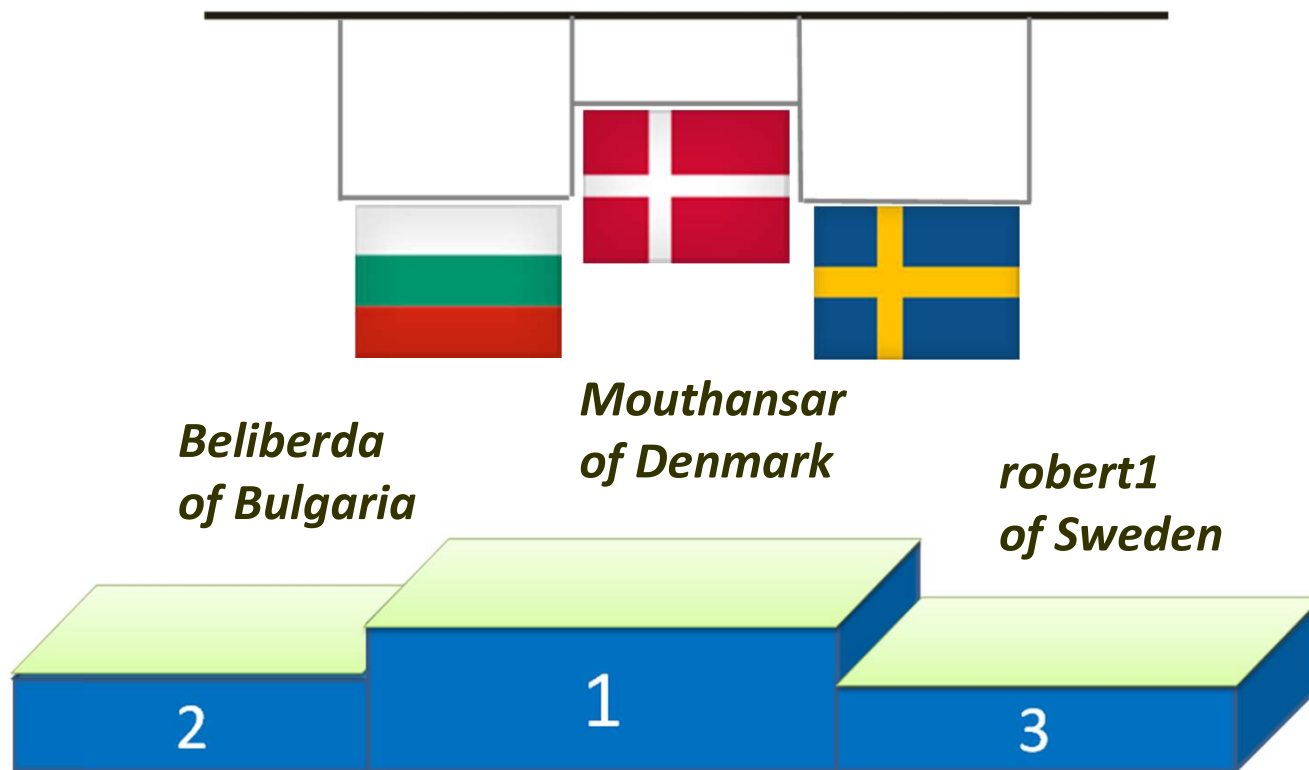 Beliberda
of Bulgaria
Mouthansar
of Denmark
robert1
of Sweden
2
1
3